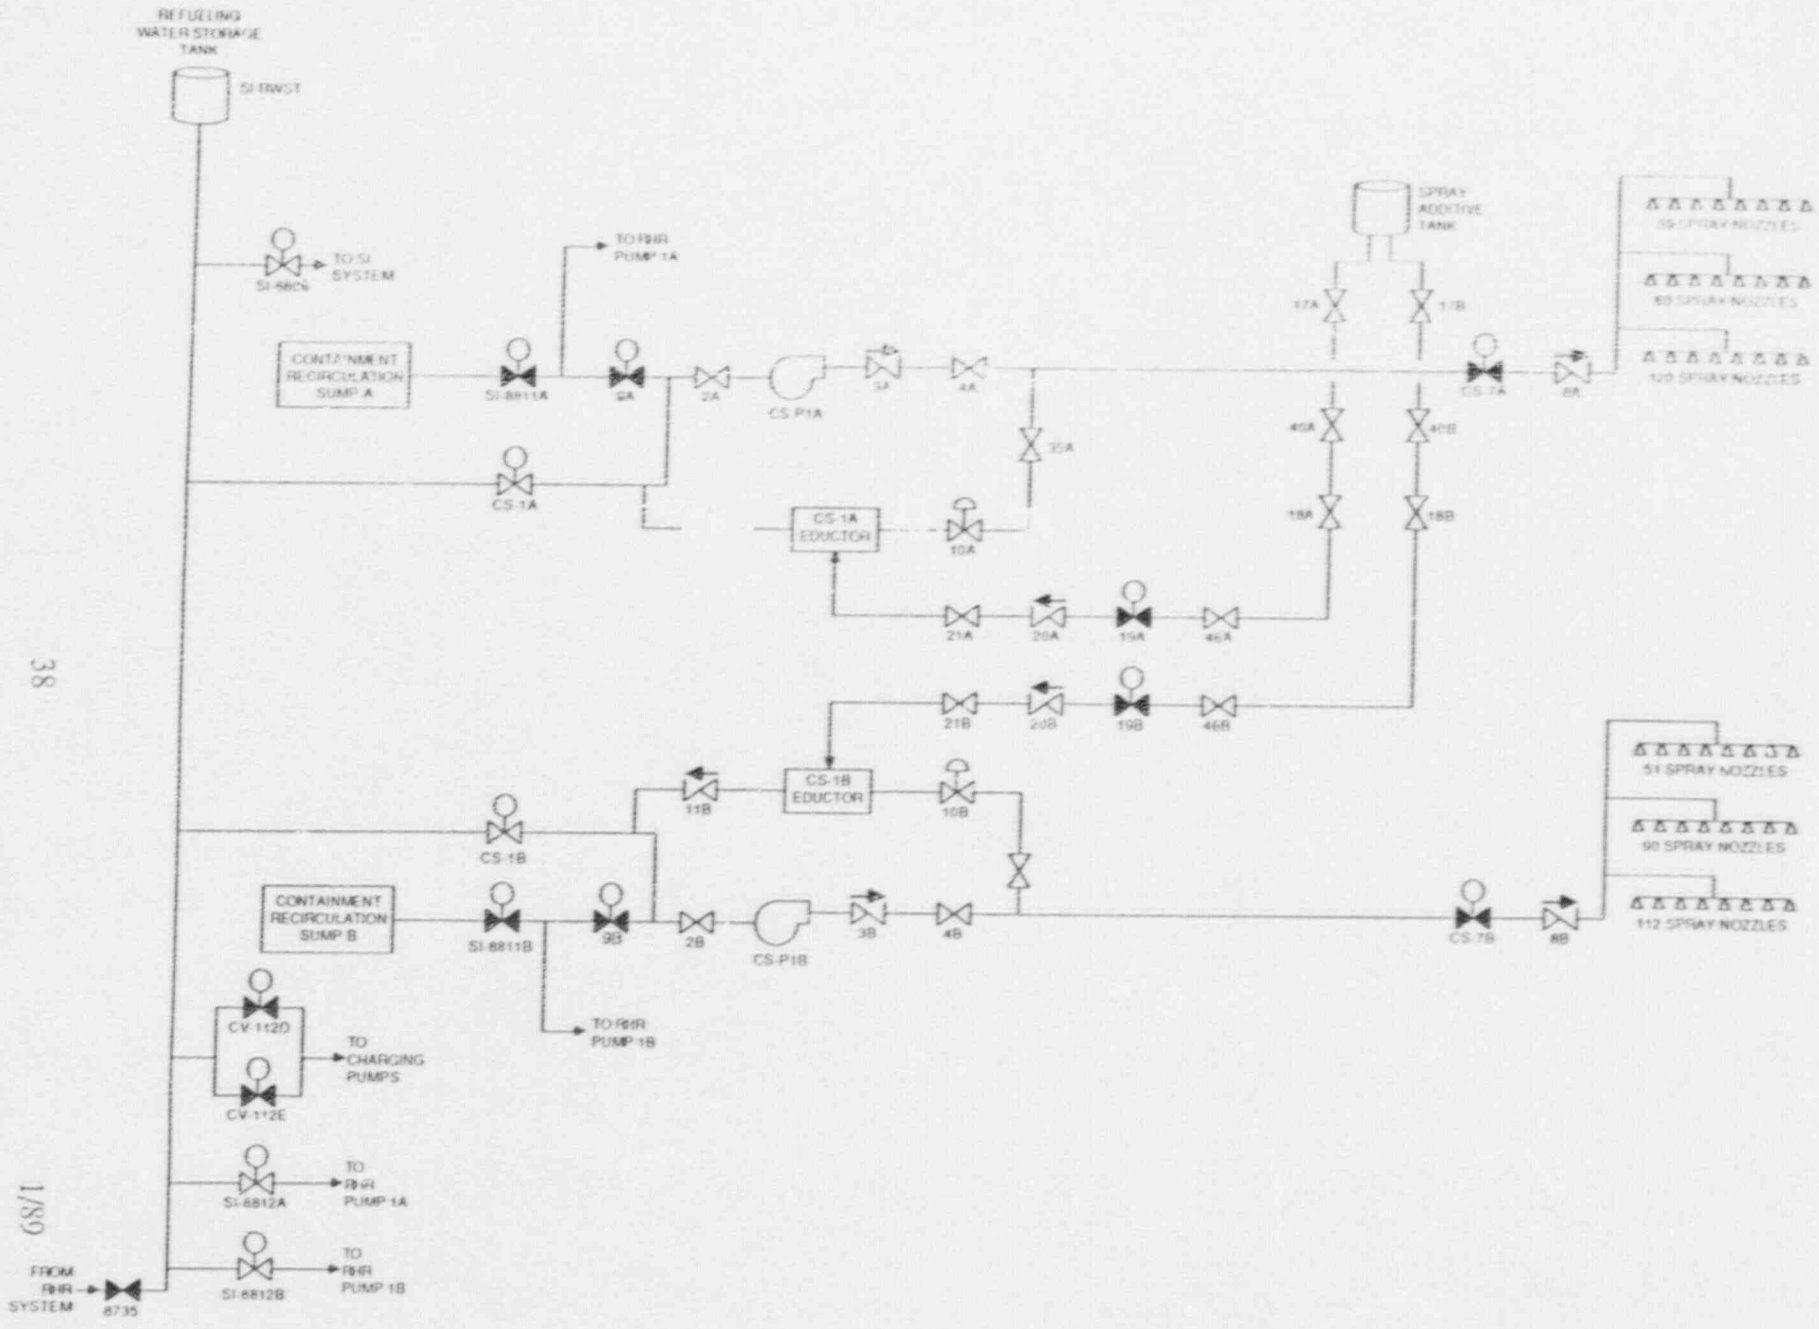 REFUELING
WATER STORAGE
TANK
SI-RWST
TO SI
SYSTEM
SI-8806
TO RHR
PUMP 1A
CONTAINMENT
RECIRCULATION
SUMP A
SI-8811A
9A
2A
CS-P1A
3A
4A
35A
CS-1A
CS-1A
EDUCTOR
10A
SPRAY
ADDITIVE
TANK
17A
17B
40A
40B
18A
18B
CS-7A
8A
SPRAY NOZZLES
SPRAY NOZZLES
120 SPRAY NOZZLES
21A
20A
19A
46A
21B
20B
19B
46B
38
11B
CS-1B
EDUCTOR
10B
CS-1B
CONTAINMENT
RECIRCULATION
SUMP B
SI-8811B
9B
2B
CS-P1B
3B
4B
CS-7B
8B
51 SPRAY NOZZLES
90 SPRAY NOZZLES
112 SPRAY NOZZLES
TO RHR
PUMP 1B
CV-112D
TO
CHARGING
PUMPS
CV-112E
TO
RHR
PUMP 1A
SI-8812A
TO
RHR
PUMP 1B
SI-8812B
FROM
RHR
SYSTEM
8735
1/89